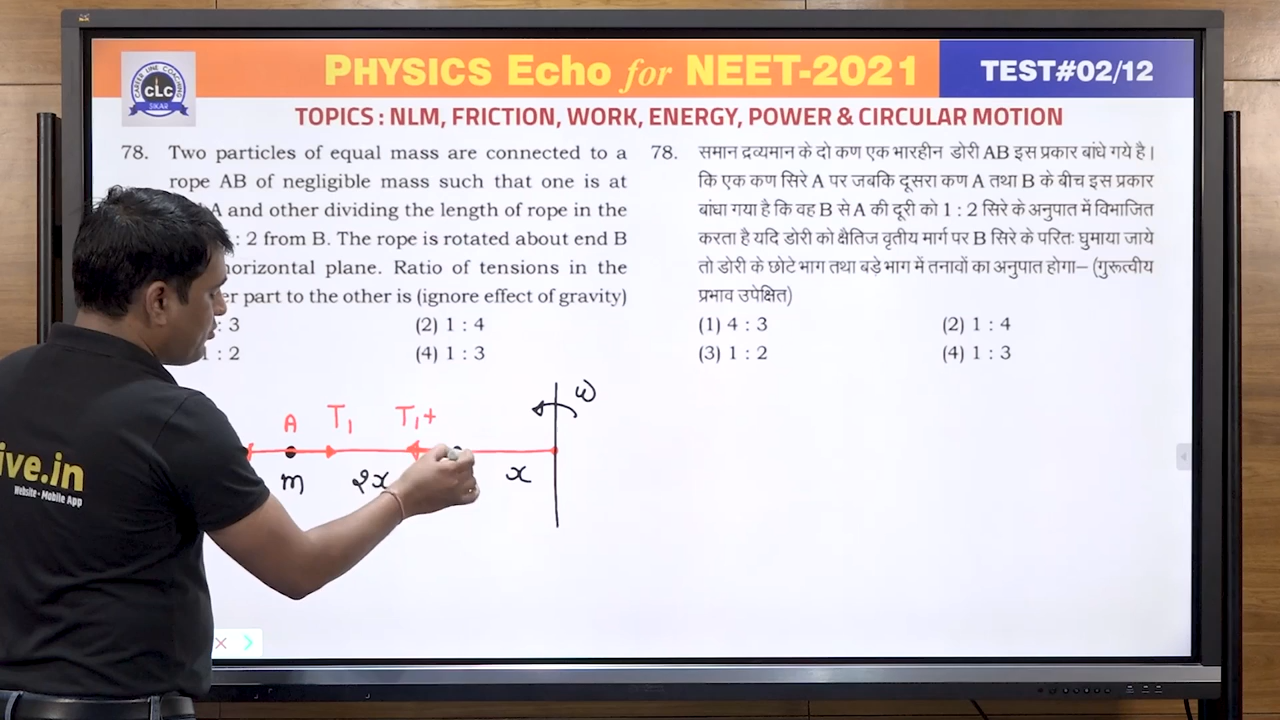 PHYSICS Echo for NEET-2021
TEST#02/12
CAREER LINE COACHING
CLC
SIKAR
TOPICS : NLM, FRICTION, WORK, ENERGY, POWER & CIRCULAR MOTION
78. Two particles of equal mass are connected to a
rope AB of negligible mass such that one is at
A and other dividing the length of rope in the
: 2 from B. The rope is rotated about end B
horizontal plane. Ratio of tensions in the
er part to the other is (ignore effect of gravity)
: 3
(2) 1 : 4
1 : 2
(4) 1 : 3
78. समान द्रव्यमान के दो कण एक भारहीन डोरी AB इस प्रकार बांधे गये है।
कि एक कण सिरे A पर जबकि दूसरा कण A तथा B के बीच इस प्रकार
बांधा गया है कि वह B से A की दूरी को 1 : 2 सिरे के अनुपात में विभाजित
करता है यदि डोरी को क्षैतिज वृतीय मार्ग पर B सिरे के परितः घुमाया जाये
तो डोरी के छोटे भाग तथा बड़े भाग में तनावों का अनुपात होगा– (गुरूत्वीय
प्रभाव उपेक्षित)
(1) 4 : 3
(2) 1 : 4
(3) 1 : 2
(4) 1 : 3
ω
A T₁ T₁+
m 2x x
ive.in
Website • Mobile App